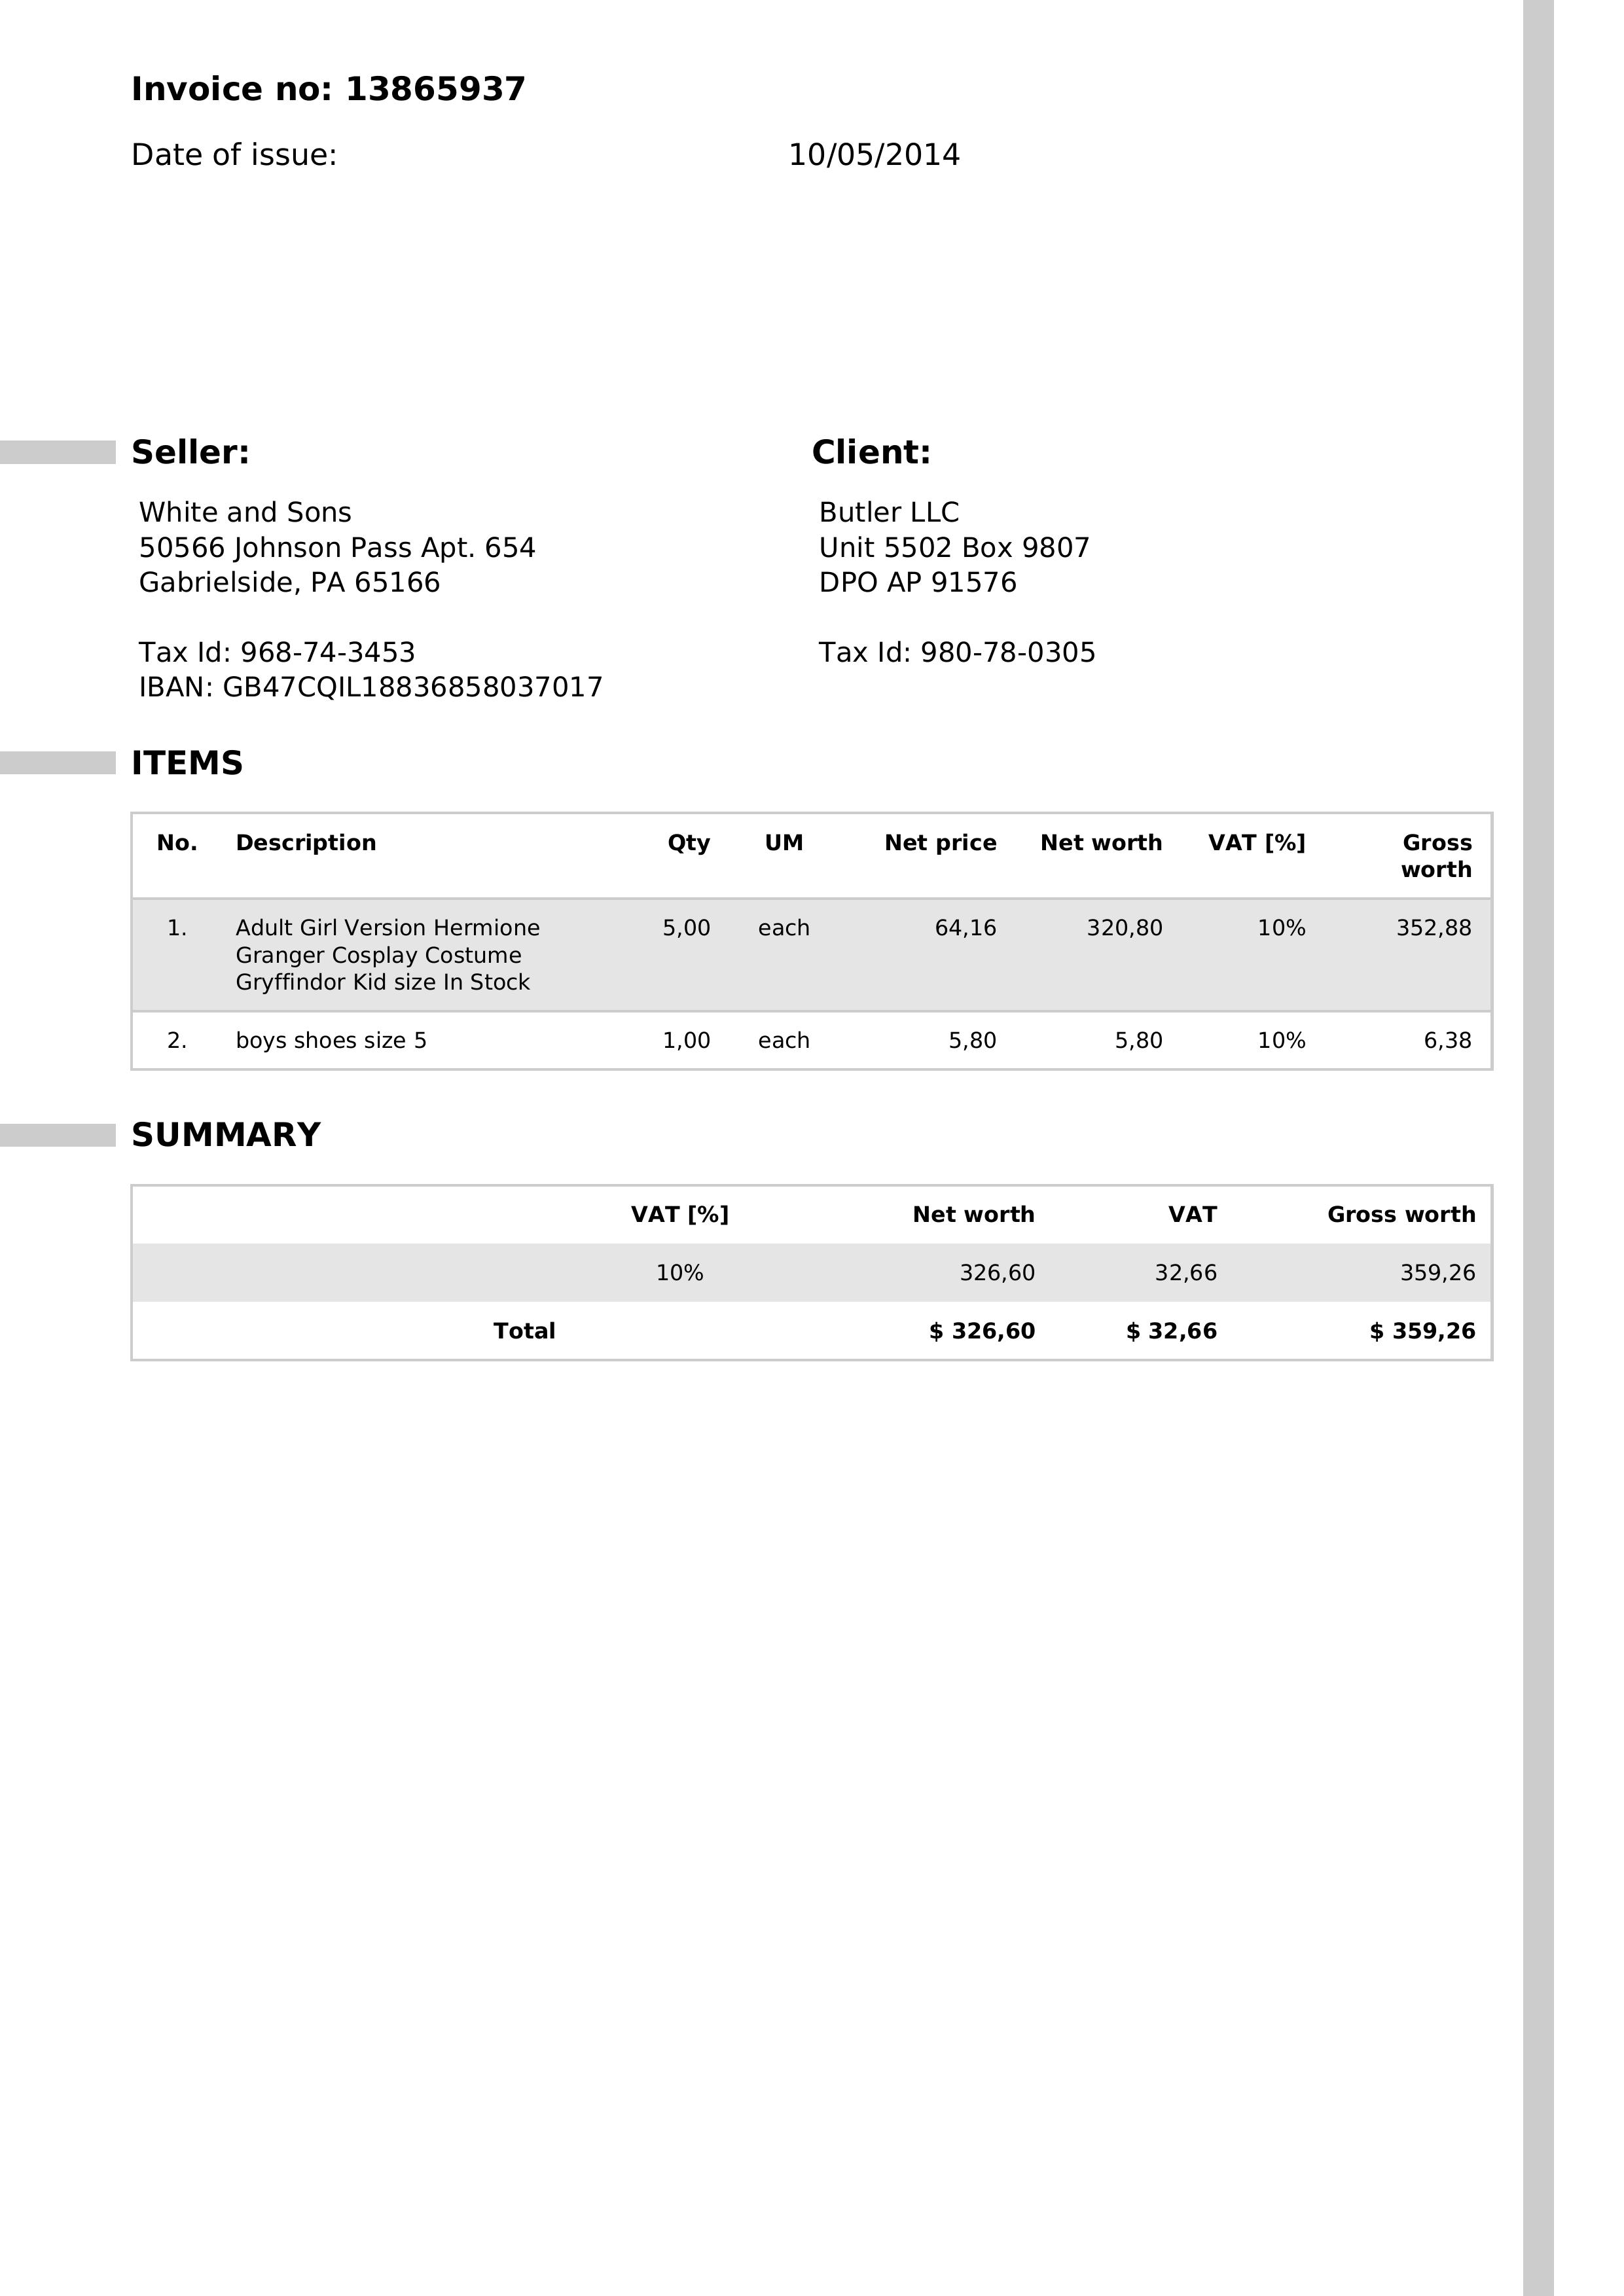 Invoice no: 13865937
Date of issue: 10/05/2014
Seller:
White and Sons
50566 Johnson Pass Apt. 654
Gabrielside, PA 65166
Tax Id: 968-74-3453
IBAN: GB47CQIL18836858037017
Client:
Butler LLC
Unit 5502 Box 9807
DPO AP 91576
Tax Id: 980-78-0305
ITEMS
No. Description Qty UM Net price Net worth VAT [%] Gross
worth
1. Adult Girl Version Hermione 5,00 each 64,16 320,80 10% 352,88
Granger Cosplay Costume
Gryffindor Kid size In Stock
2. boys shoes size 5 1,00 each 5,80 5,80 10% 6,38
SUMMARY
VAT [%] Net worth VAT Gross worth
10% 326,60 32,66 359,26
Total $ 326,60 $ 32,66 $ 359,26